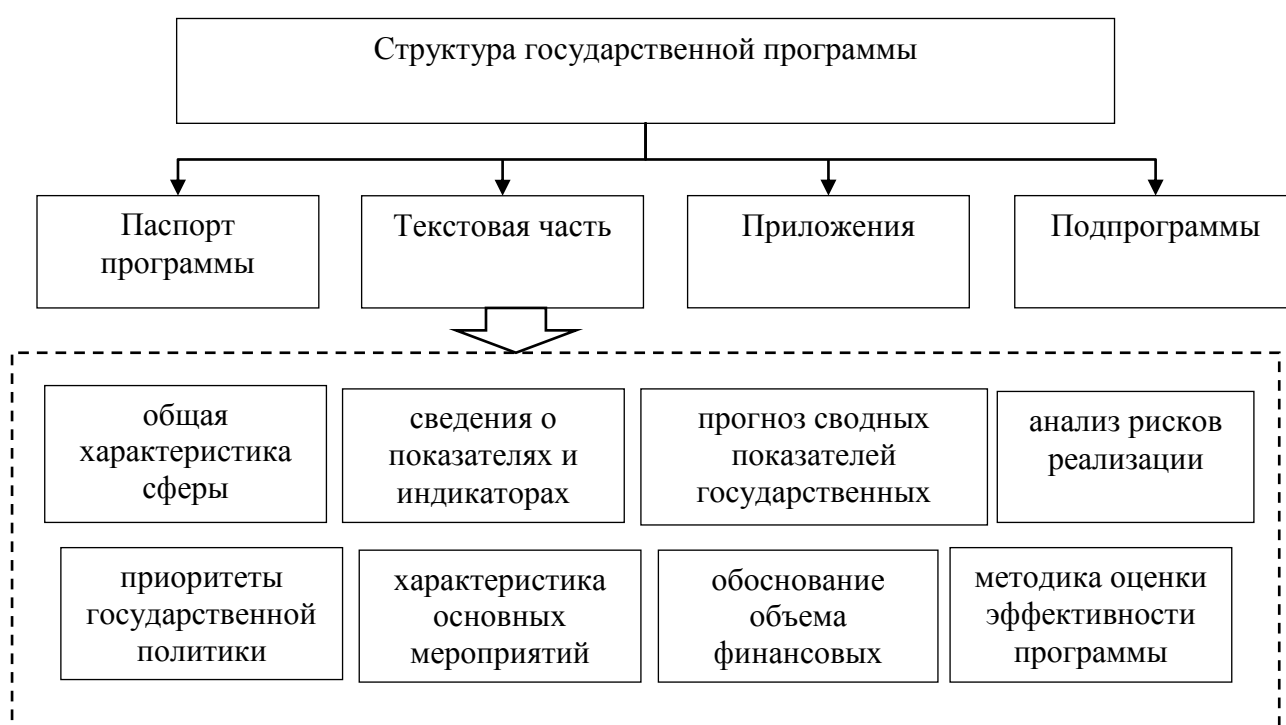 Структура государственной программы
Паспорт
программы
Текстовая часть
Приложения
Подпрограммы
общая
характеристика
сферы
сведения о
показателях и
индикаторах
прогноз сводных
показателей
государственных
анализ рисков
реализации
приоритеты
государственной
политики
характеристика
основных
мероприятий
обоснование
объема
финансовых
методика оценки
эффективности
программы